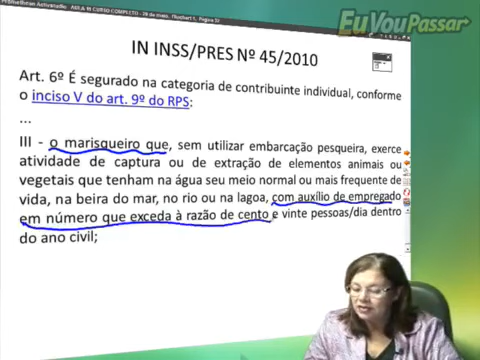 EuVouPassar
IN INSS/PRES Nº 45/2010
Art. 6º É segurado na categoria de contribuinte individual, conforme
o inciso V do art. 9º do RPS:
...
III - o marisqueiro que, sem utilizar embarcação pesqueira, exerce
atividade de captura ou de extração de elementos animais ou
vegetais que tenham na água seu meio normal ou mais frequente de
vida, na beira do mar, no rio ou na lagoa, com auxílio de empregado
em número que exceda à razão de cento e vinte pessoas/dia dentro
do ano civil;